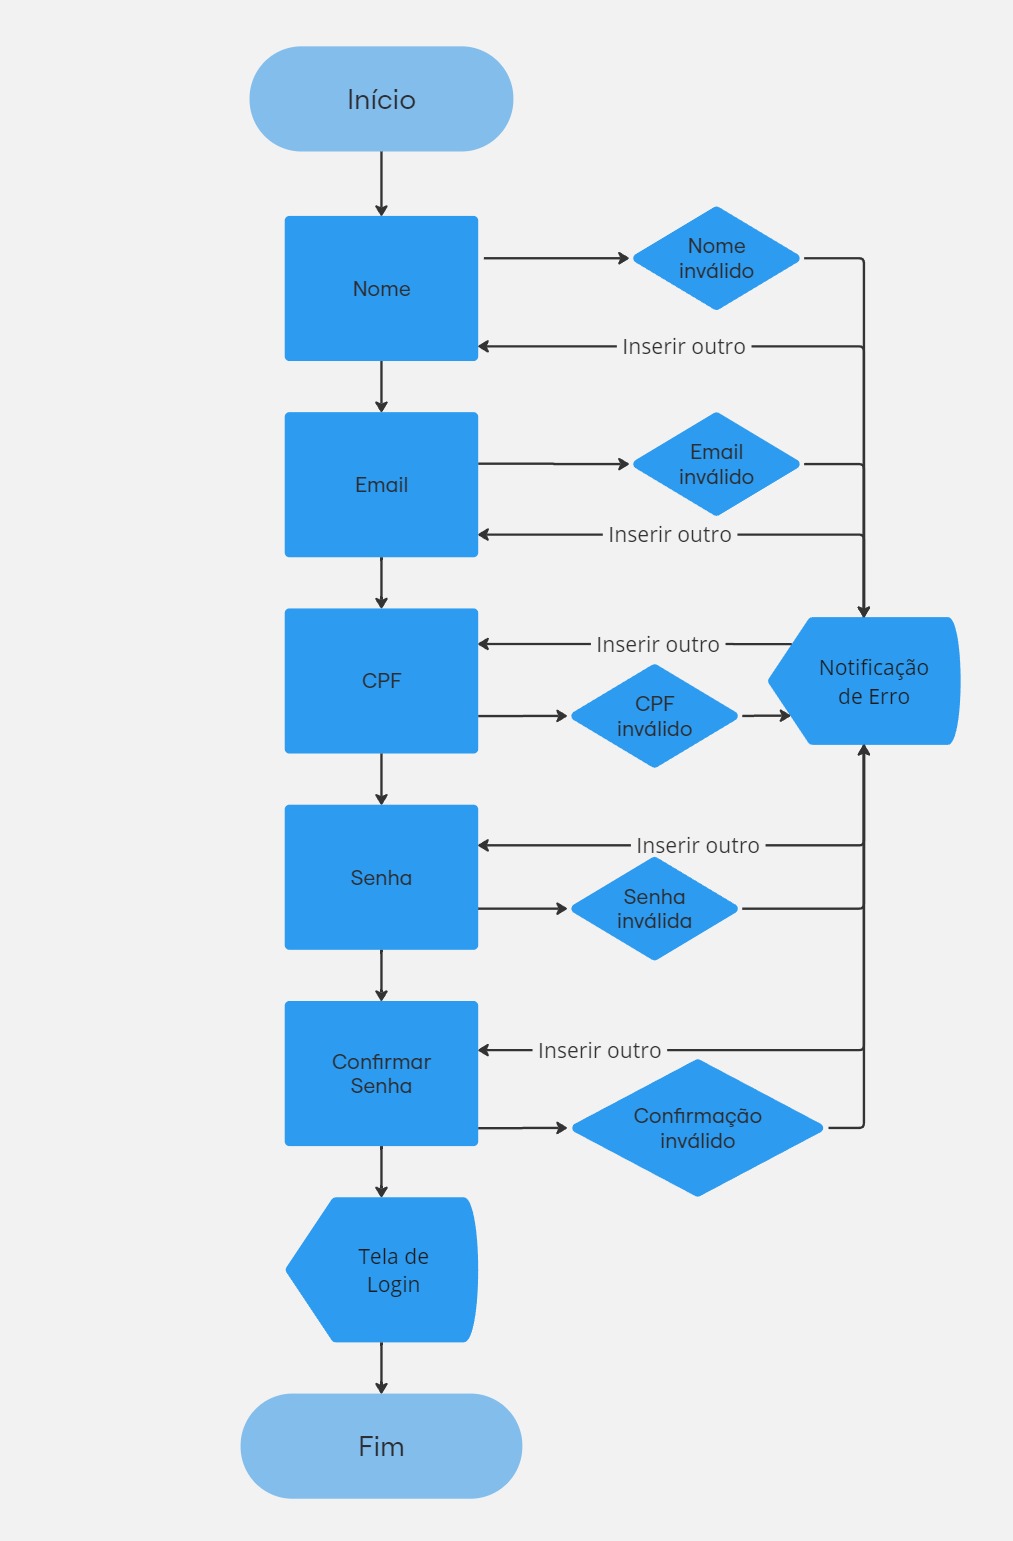 Início
Nome
Nome
inválido
Inserir outro
Email
Email
inválido
Inserir outro
CPF
Inserir outro
CPF
inválido
Notificação
de Erro
Senha
Inserir outro
Senha
inválida
Confirmar
Senha
Inserir outro
Confirmação
inválido
Tela de
Login
Fim